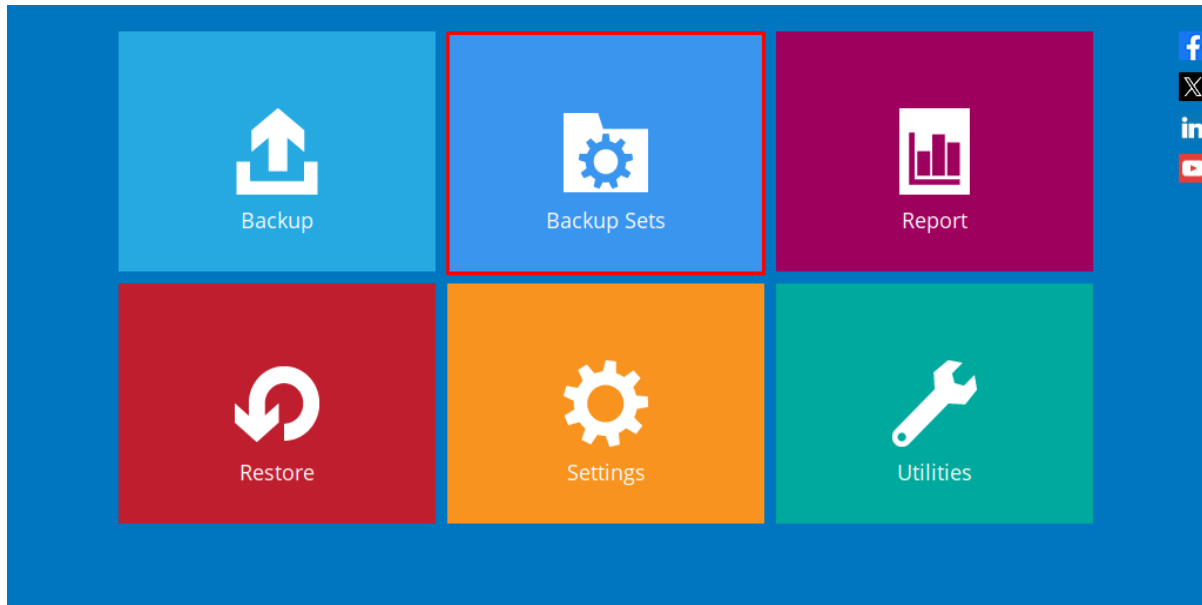 Backup
Backup Sets
Report
Restore
Settings
Utilities